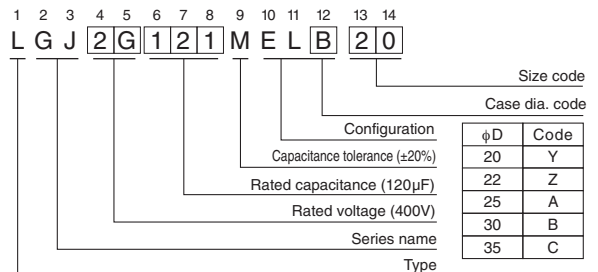 1 2 3 4 5 6 7 8 9 10 11 12 13 14
L G J 2 G 1 2 1 M E L B 2 0
Size code
Case dia. code
Configuration
Capacitance tolerance (±20%)
Rated capacitance (120µF)
Rated voltage (400V)
Series name
Type
φD Code
20 Y
22 Z
25 A
30 B
35 C